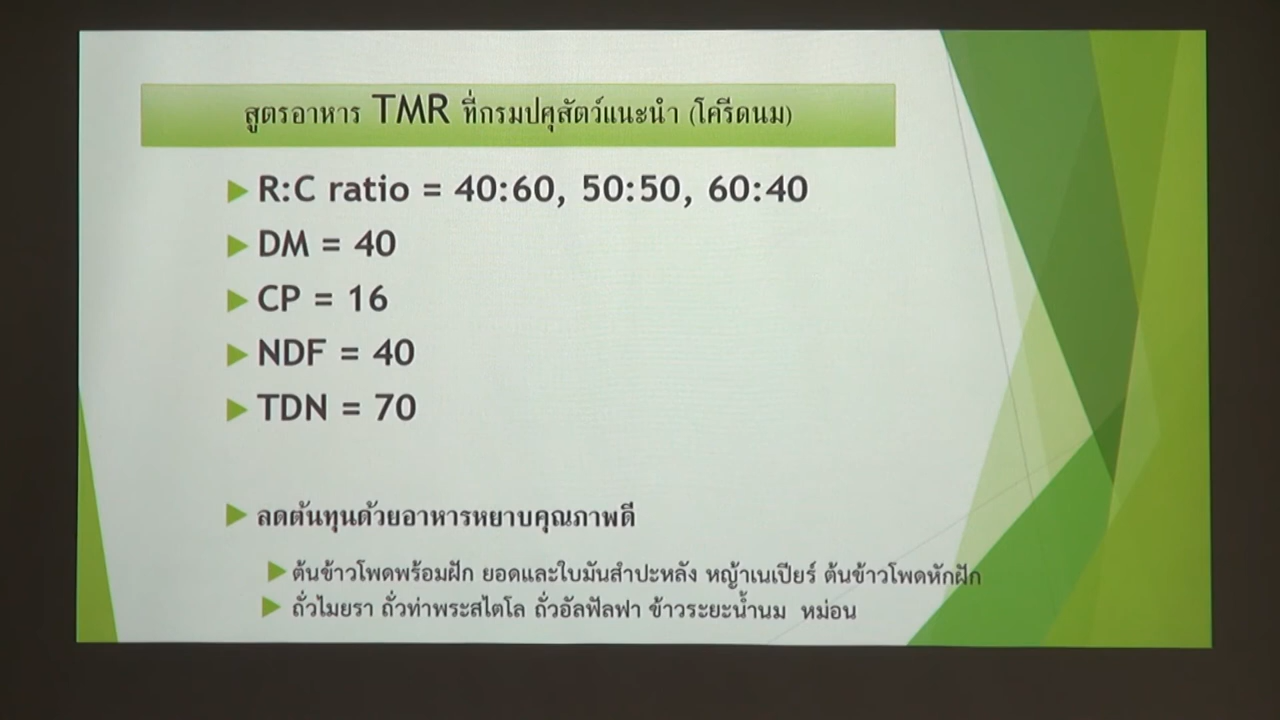 สูตรอาหาร TMR ที่กรมปศุสัตว์แนะนำ (โครีดนม)
R:C ratio = 40:60, 50:50, 60:40
DM = 40
CP = 16
NDF = 40
TDN = 70
ลดต้นทุนด้วยอาหารหยาบคุณภาพดี
ต้นข้าวโพดพร้อมฝัก ยอดและใบมันสำปะหลัง หญ้าเนเปียร์ ต้นข้าวโพดหักฝัก
ถั่วไมยรา ถั่วท่าพระสไตโล ถั่วอัลฟัลฟา ข้าวระยะน้ำนม หม่อน